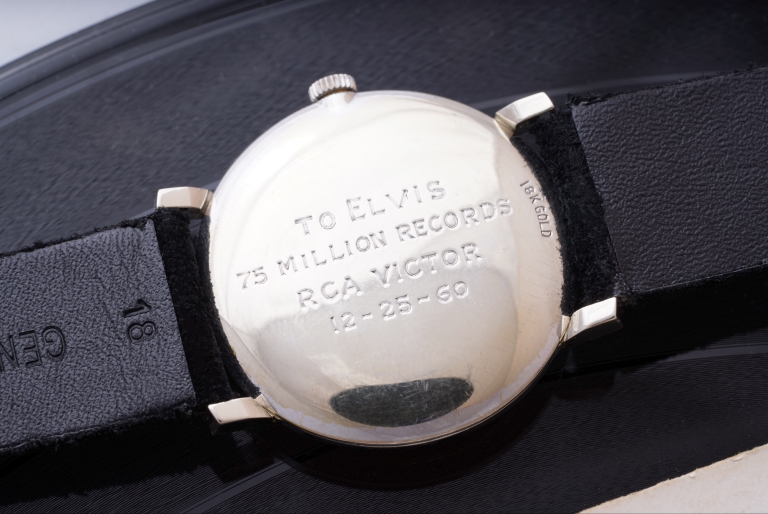 TO ELVIS
75 MILLION RECORDS
RCA VICTOR
12-25-60
18K GOLD
18